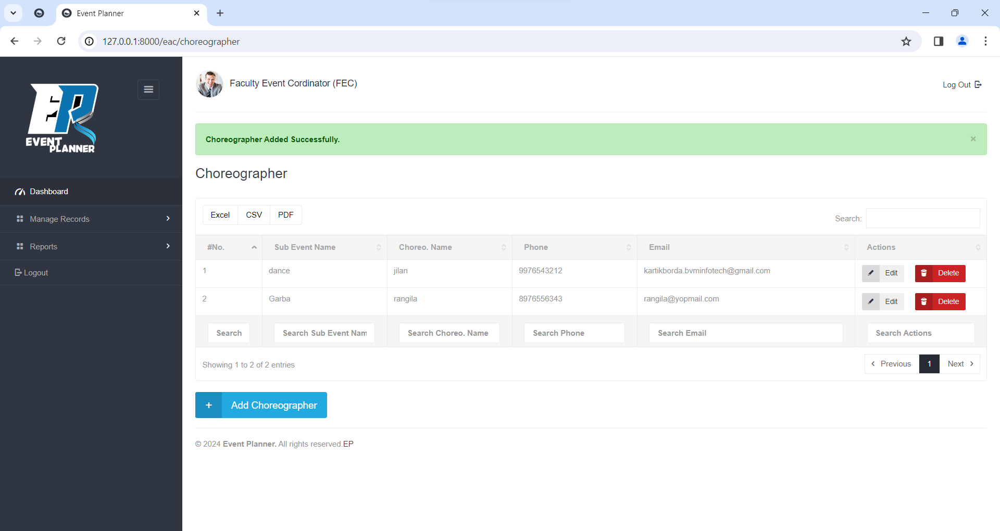 Event Planner
127.0.0.1:8000/eac/choreographer
EVENT
PLANNER
Faculty Event Cordinator (FEC)
Log Out
Dashboard
Manage Records
Reports
Logout
Choreographer Added Successfully.
×
Choreographer
Excel CSV PDF
Search:
#No. Sub Event Name Choreo. Name Phone Email Actions
1 dance jilan 9976543212 kartikborda.bvminfotech@gmail.com Edit Delete
2 Garba rangila 8976556343 rangila@yopmail.com Edit Delete
Search Search Sub Event Nam Search Choreo. Name Search Phone Search Email Search Actions
Showing 1 to 2 of 2 entries
Previous 1 Next
+ Add Choreographer
© 2024 Event Planner. All rights reserved.EP